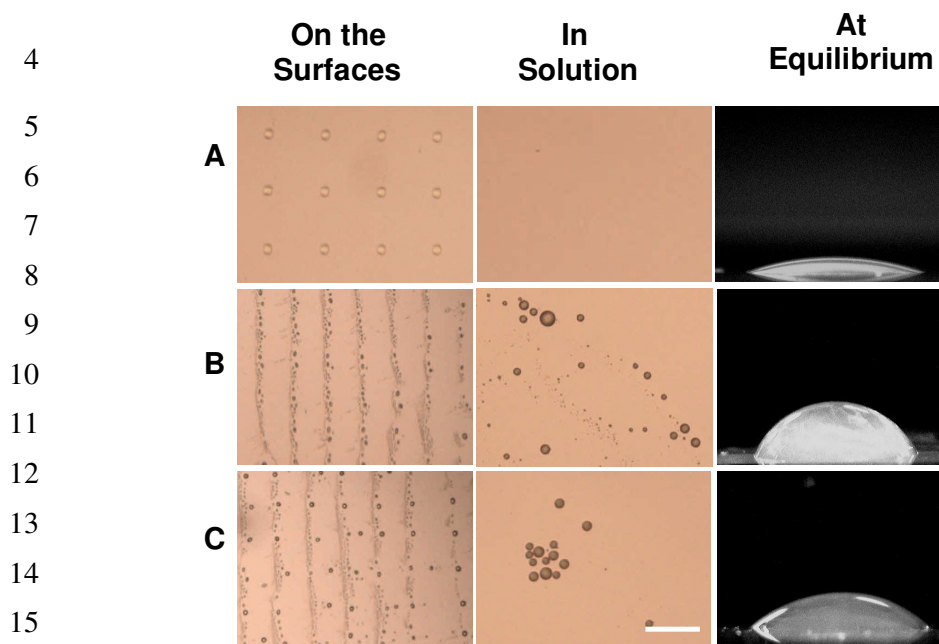 4
On the
Surfaces
In
Solution
At
Equilibrium
5
A
6
7
8
9
B
10
11
12
C
13
14
15